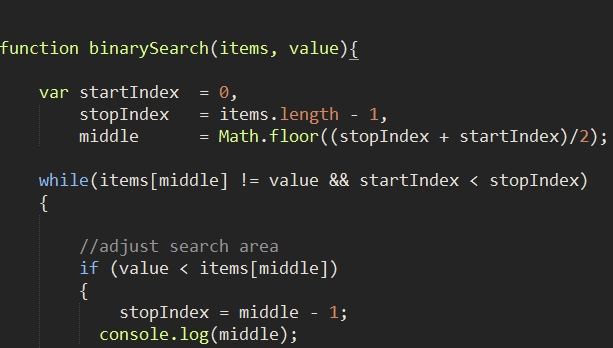 function binarySearch(items, value){
var startIndex  = 0,
stopIndex   = items.length - 1,
middle      = Math.floor((stopIndex + startIndex)/2);
while(items[middle] != value && startIndex < stopIndex)
{
//adjust search area
if (value < items[middle])
{
stopIndex = middle - 1;
console.log(middle);